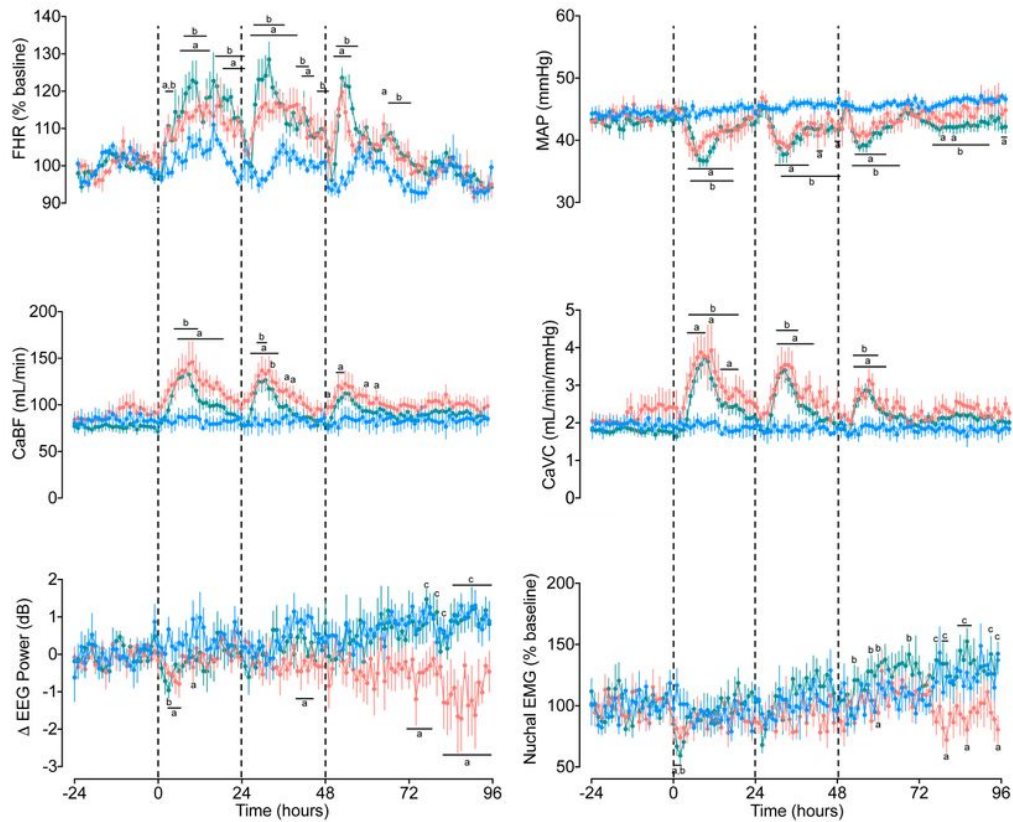 FHR (% basline)
140
130
120
110
100
90
b
a
b
a
a,b
b
a
b
a
b
a
b
b
a
a
b
MAP (mmHg)
60
50
40
30
a
b
a
b
a
a
a
b
a a
b
a
CaBF (mL/min)
200
150
100
50
0
b
a
b
a
b
a a
a
a
a a
CaVC (mL/min/mmHg)
5
4
3
2
1
0
b
a
a
a
b
a
b
a
Δ EEG Power (dB)
2
1
0
-1
-2
-3
b
a
a
a
a
c
c
c
c
a
-24 0 24 48 72 96
Time (hours)
Nuchal EMG (% baseline)
200
150
100
50
a,b
b
b b
a
b
c c
a
c
a
c
c
a
-24 0 24 48 72 96
Time (hours)